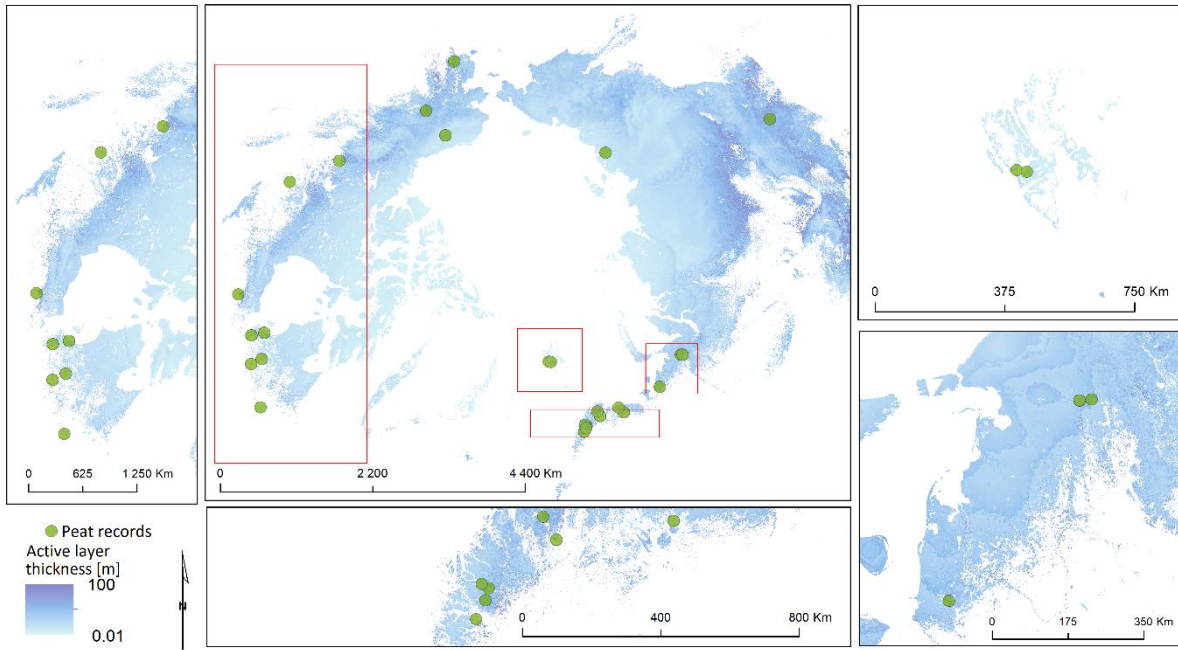 0 625 1 250 Km
0 2 200 4 400 Km
0 375 750 Km
Peat records
Active layer
thickness [m]
100
0.01
N
0 400 800 Km
0 175 350 Km